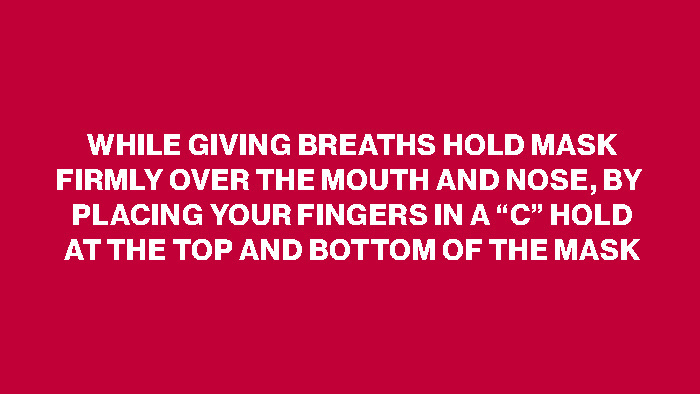 WHILE GIVING BREATHS HOLD MASK
FIRMLY OVER THE MOUTH AND NOSE, BY
PLACING YOUR FINGERS IN A “C” HOLD
AT THE TOP AND BOTTOM OF THE MASK